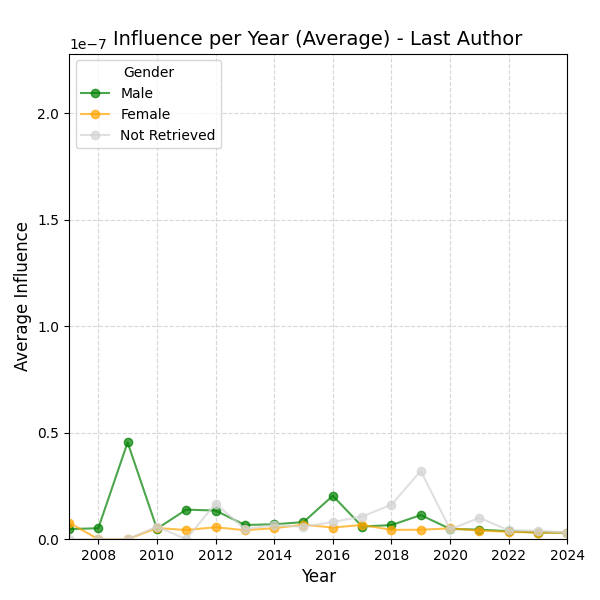 Influence per Year (Average) - Last Author
1e−7
Gender
Male
Female
Not Retrieved
2.0
1.5
1.0
0.5
0.0
Average Influence
2008 2010 2012 2014 2016 2018 2020 2022 2024
Year